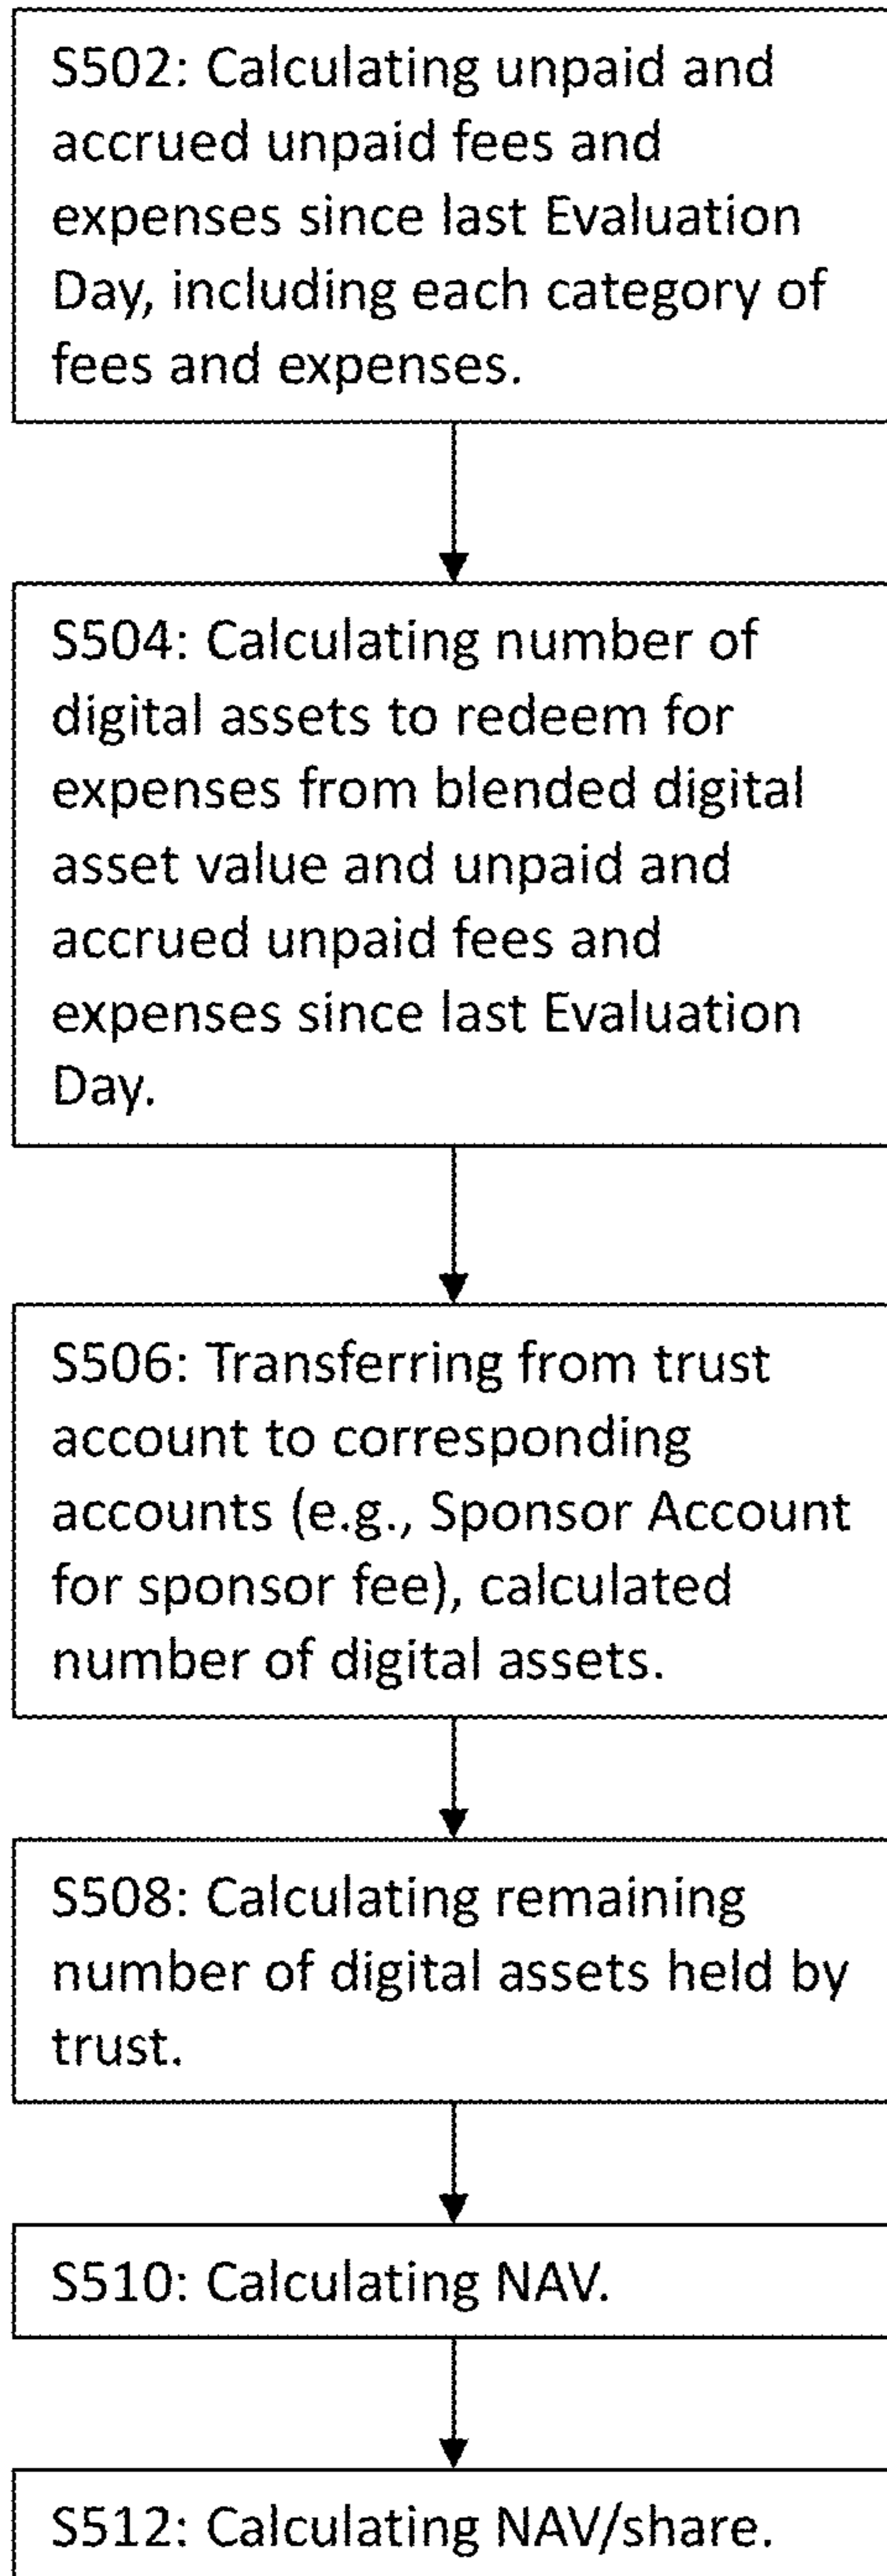 S502: Calculating unpaid and
accrued unpaid fees and
expenses since last Evaluation
Day, including each category of
fees and expenses.
S504: Calculating number of
digital assets to redeem for
expenses from blended digital
asset value and unpaid and
accrued unpaid fees and
expenses since last Evaluation
Day.
S506: Transferring from trust
account to corresponding
accounts (e.g., Sponsor Account
for sponsor fee), calculated
number of digital assets.
S508: Calculating remaining
number of digital assets held by
trust.
S510: Calculating NAV.
S512: Calculating NAV/share.